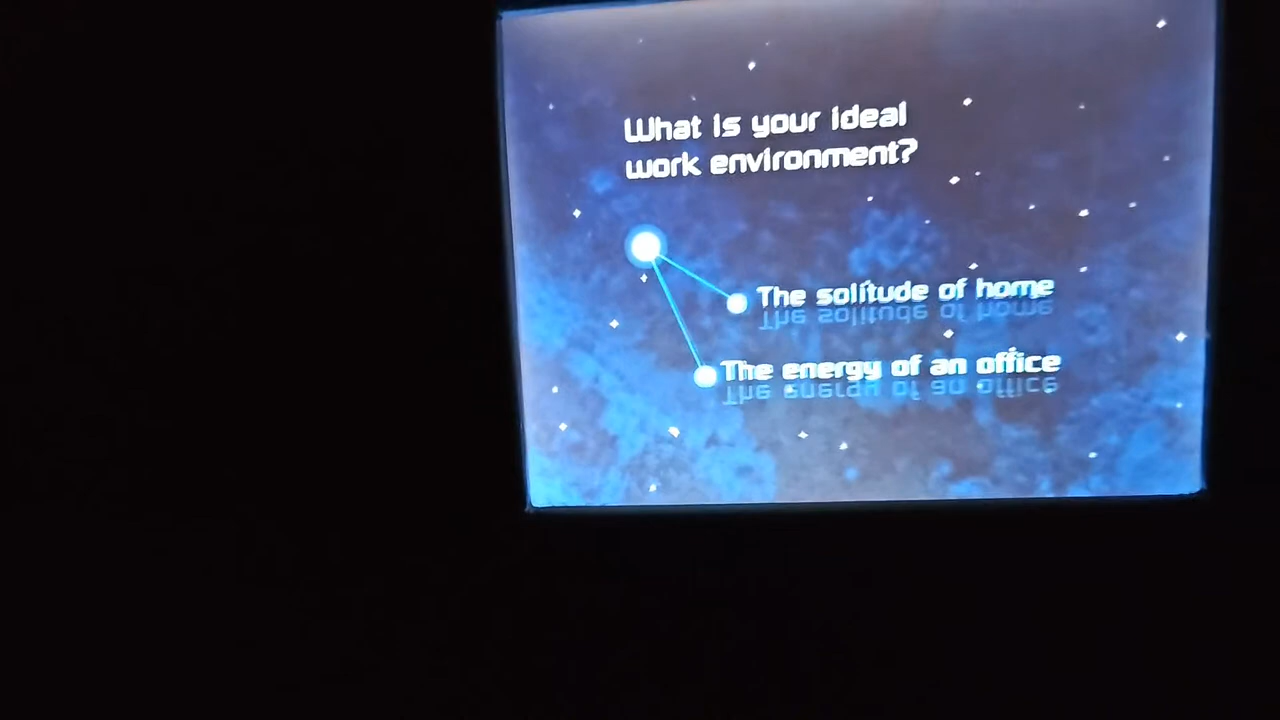 What is your ideal
work environment?
The solitude of home
The energy of an office